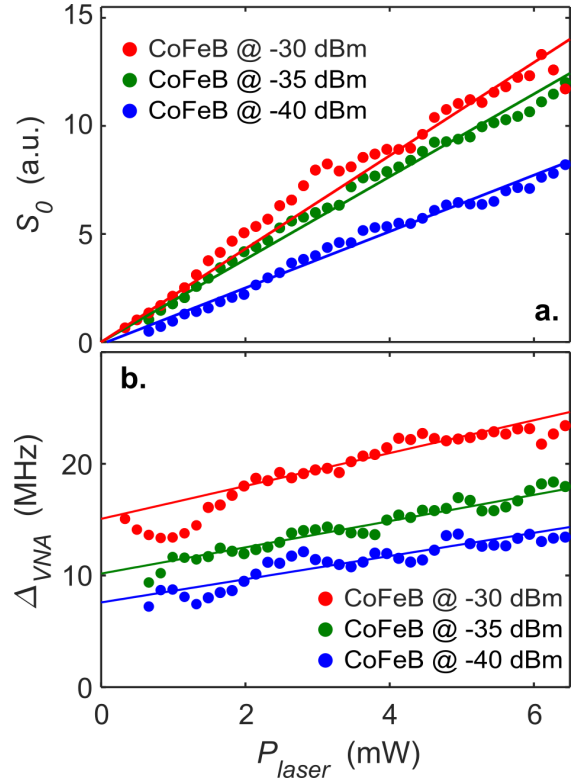 15
10
5
0
S0 (a.u.)
CoFeB @ -30 dBm
CoFeB @ -35 dBm
CoFeB @ -40 dBm
a.
b.
20
10
0
ΔVNA (MHz)
CoFeB @ -30 dBm
CoFeB @ -35 dBm
CoFeB @ -40 dBm
0 2 4 6
Plaser (mW)